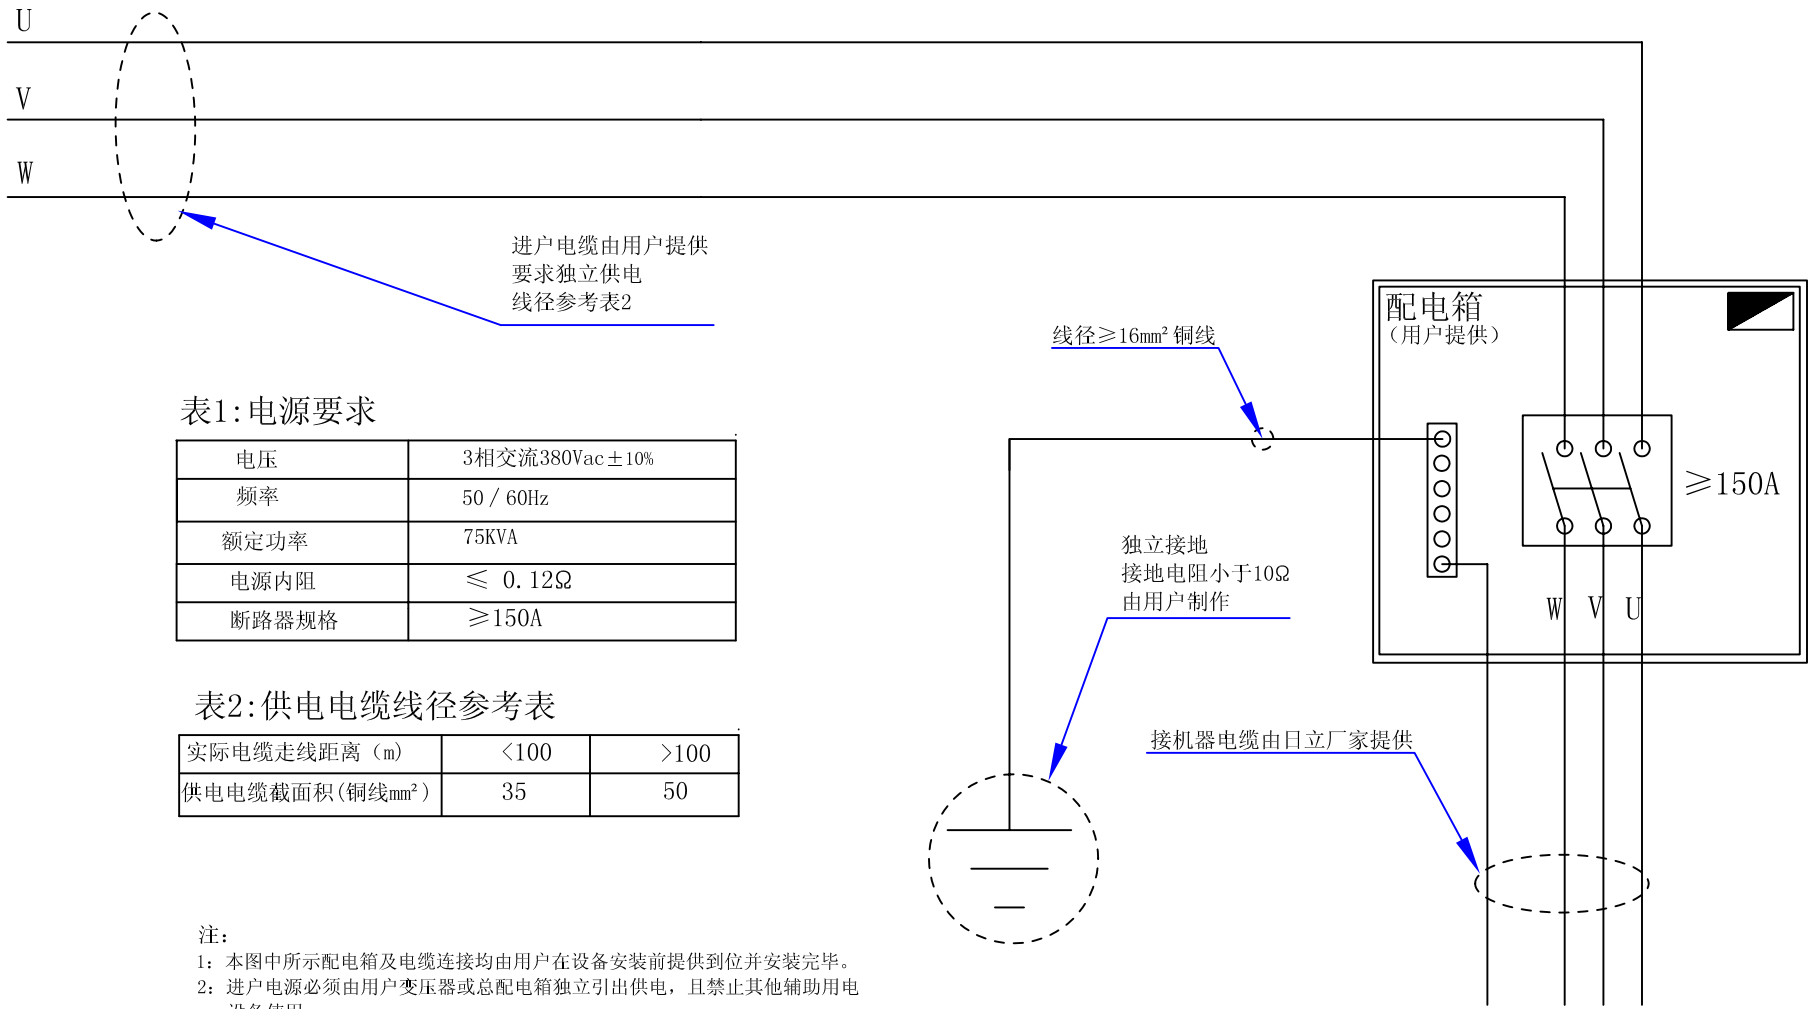 U
V
W
进户电缆由用户提供
要求独立供电
线径参考表2
配电箱
（用户提供）
线径≥16mm²铜线
表1:电源要求
电压 3相交流380Vac±10%
频率 50/60Hz
额定功率 75KVA
电源内阻 ≤ 0.12Ω
断路器规格 ≥150A
≥150A
独立接地
接地电阻小于10Ω
由用户制作
W V U
表2:供电电缆线径参考表
实际电缆走线距离（m) <100 >100
供电电缆截面积(铜线mm²) 35 50
接机器电缆由日立厂家提供
注:
1: 本图中所示配电箱及电缆连接均由用户在设备安装前提供到位并安装完毕。
2: 进户电源必须由用户变压器或总配电箱独立引出供电，且禁止其他辅助用电
设备使用